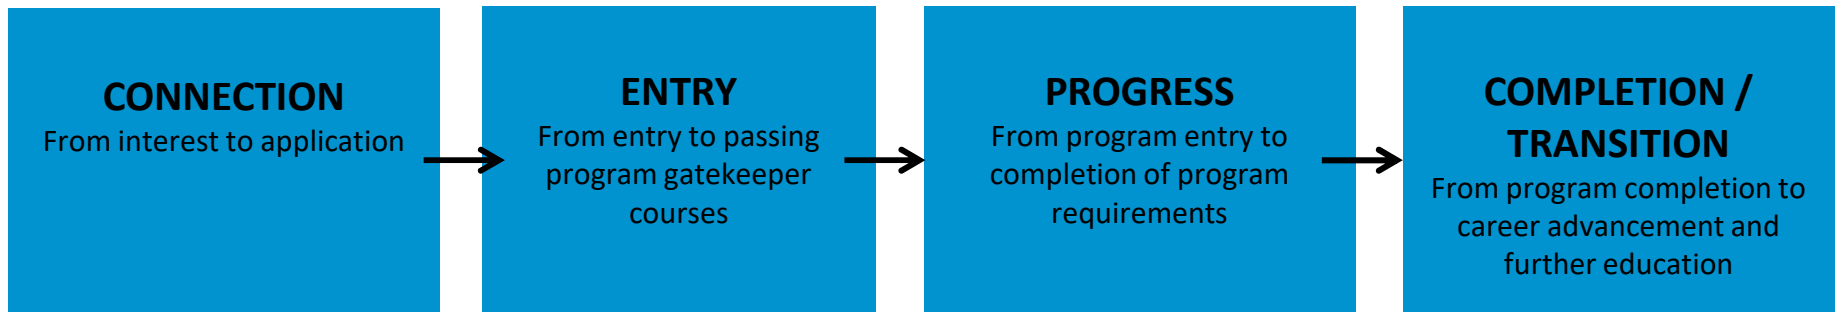 CONNECTION
From interest to application
ENTRY
From entry to passing
program gatekeeper
courses
PROGRESS
From program entry to
completion of program
requirements
COMPLETION /
TRANSITION
From program completion to
career advancement and
further education